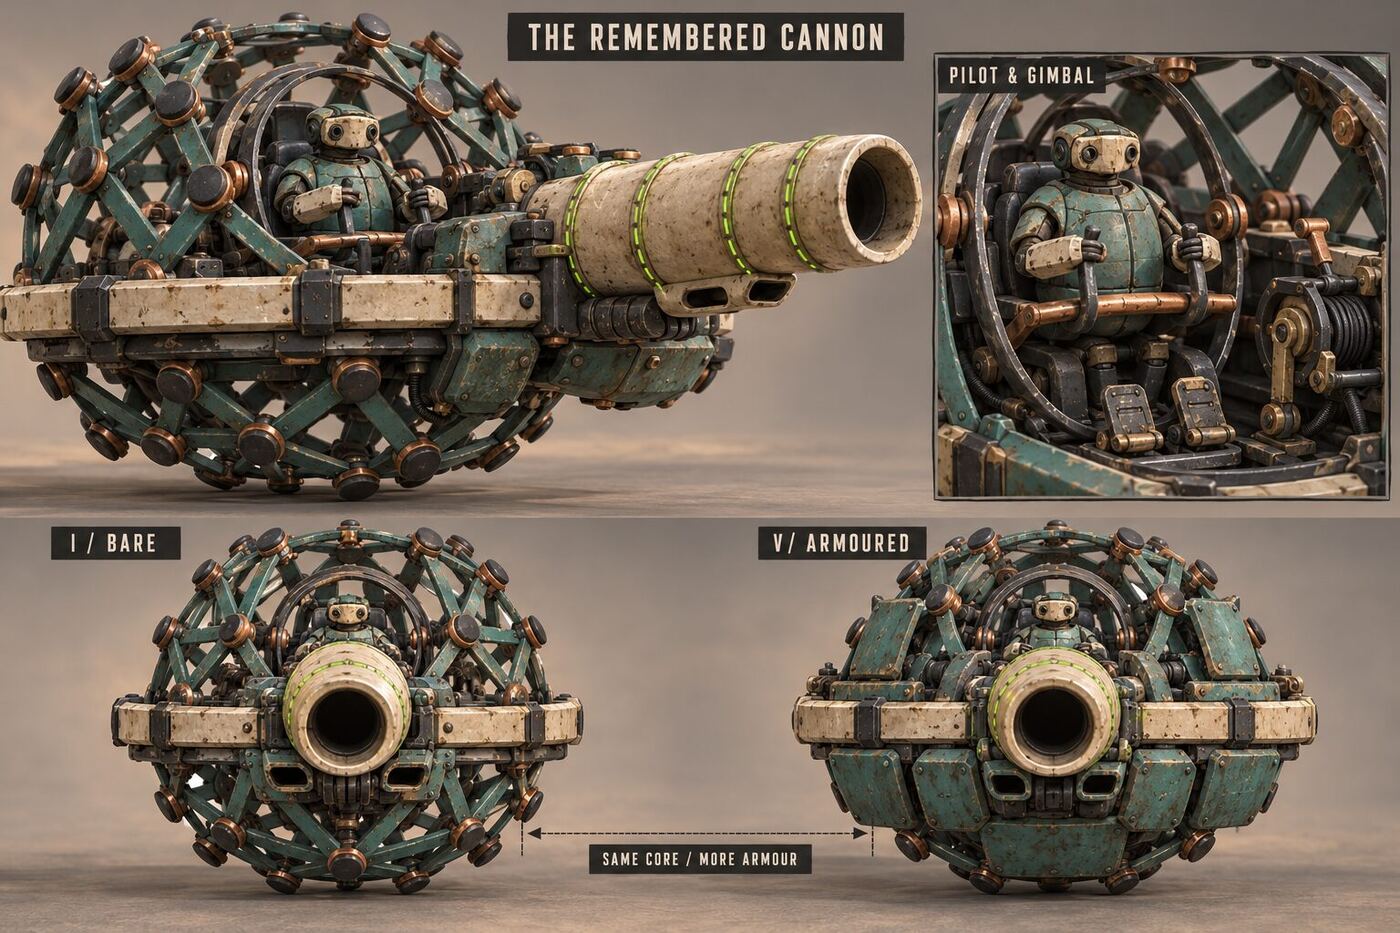 THE REMEMBERED CANNON
PILOT & GIMBAL
I / BARE
V/ ARMOURED
SAME CORE / MORE ARMOUR